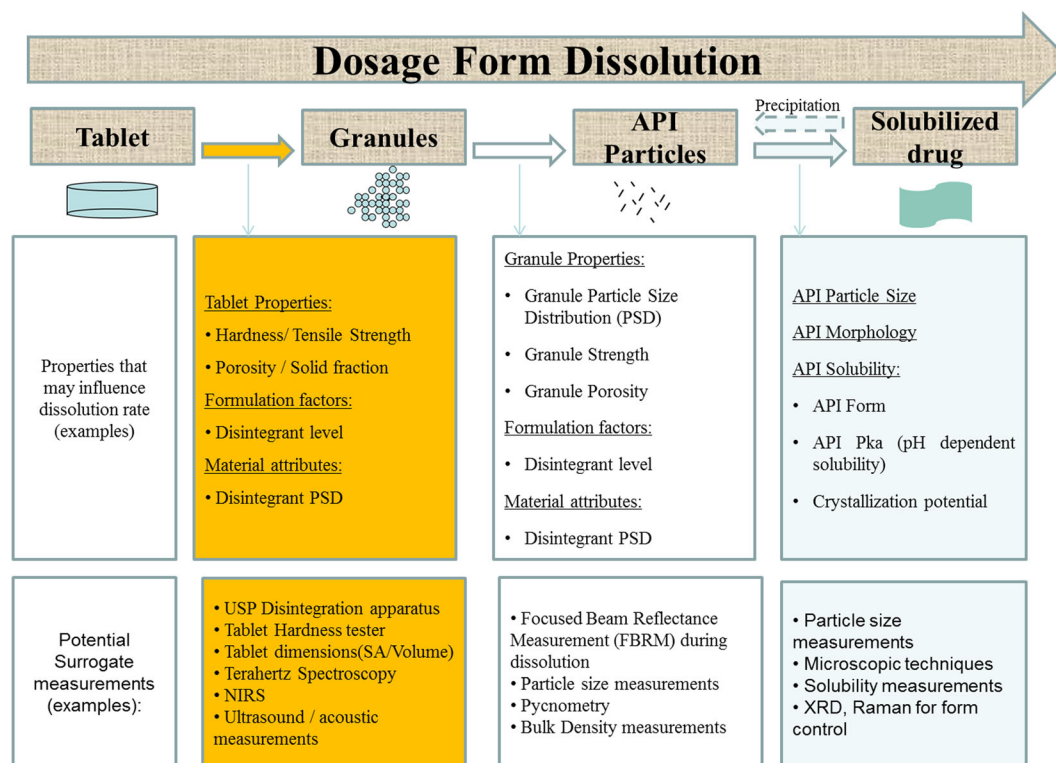 Dosage Form Dissolution
Precipitation
Tablet
Granules
API
Particles
Solubilized
drug
Properties that
may influence
dissolution rate
(examples)
Tablet Properties:
• Hardness/ Tensile Strength
• Porosity / Solid fraction
Formulation factors:
• Disintegrant level
Material attributes:
• Disintegrant PSD
Granule Properties:
• Granule Particle Size
Distribution (PSD)
• Granule Strength
• Granule Porosity
Formulation factors:
• Disintegrant level
Material attributes:
• Disintegrant PSD
API Particle Size
API Morphology
API Solubility:
• API Form
• API Pka (pH dependent
solubility)
• Crystallization potential
Potential
Surrogate
measurements
(examples):
• USP Disintegration apparatus
• Tablet Hardness tester
• Tablet dimensions(SA/Volume)
• Terahertz Spectroscopy
• NIRS
• Ultrasound / acoustic
measurements
• Focused Beam Reflectance
Measurement (FBRM) during
dissolution
• Particle size measurements
• Pycnometry
• Bulk Density measurements
• Particle size
measurements
• Microscopic techniques
• Solubility measurements
• XRD, Raman for form
control